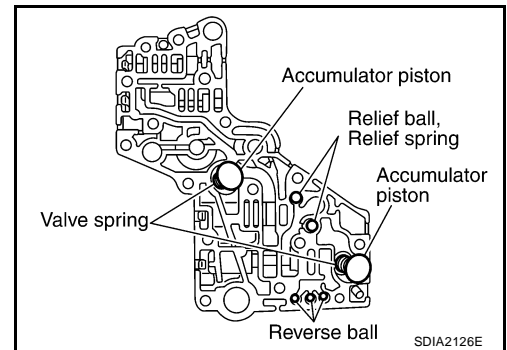 Accumulator piston
Relief ball,
Relief spring
Accumulator
piston
Valve spring
Reverse ball
SDIA2126E